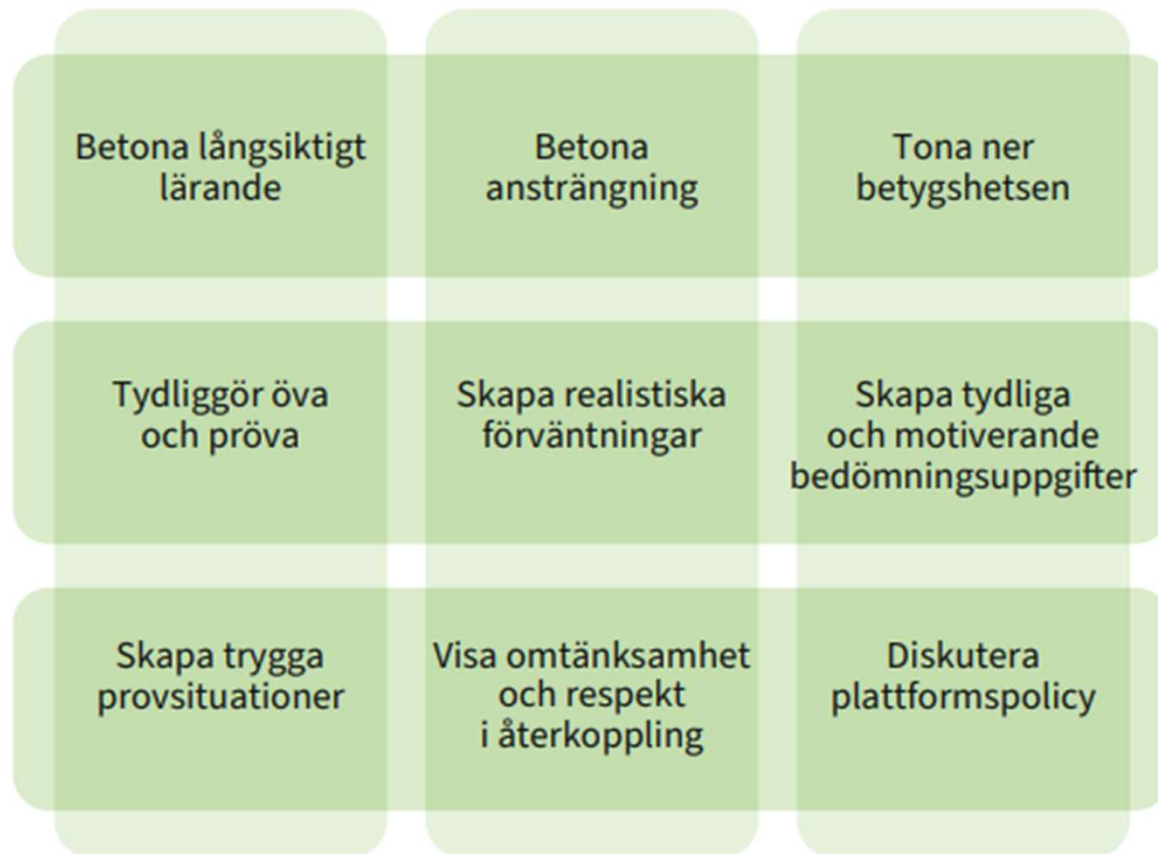 Betona långsiktigt
lärande
Betona
ansträngning
Tona ner
betygshetsen
Tydliggör öva
och pröva
Skapa realistiska
förväntningar
Skapa tydliga
och motiverande
bedömningsuppgifter
Skapa trygga
provsituationer
Visa omtänksamhet
och respekt
i återkoppling
Diskutera
plattformspolicy